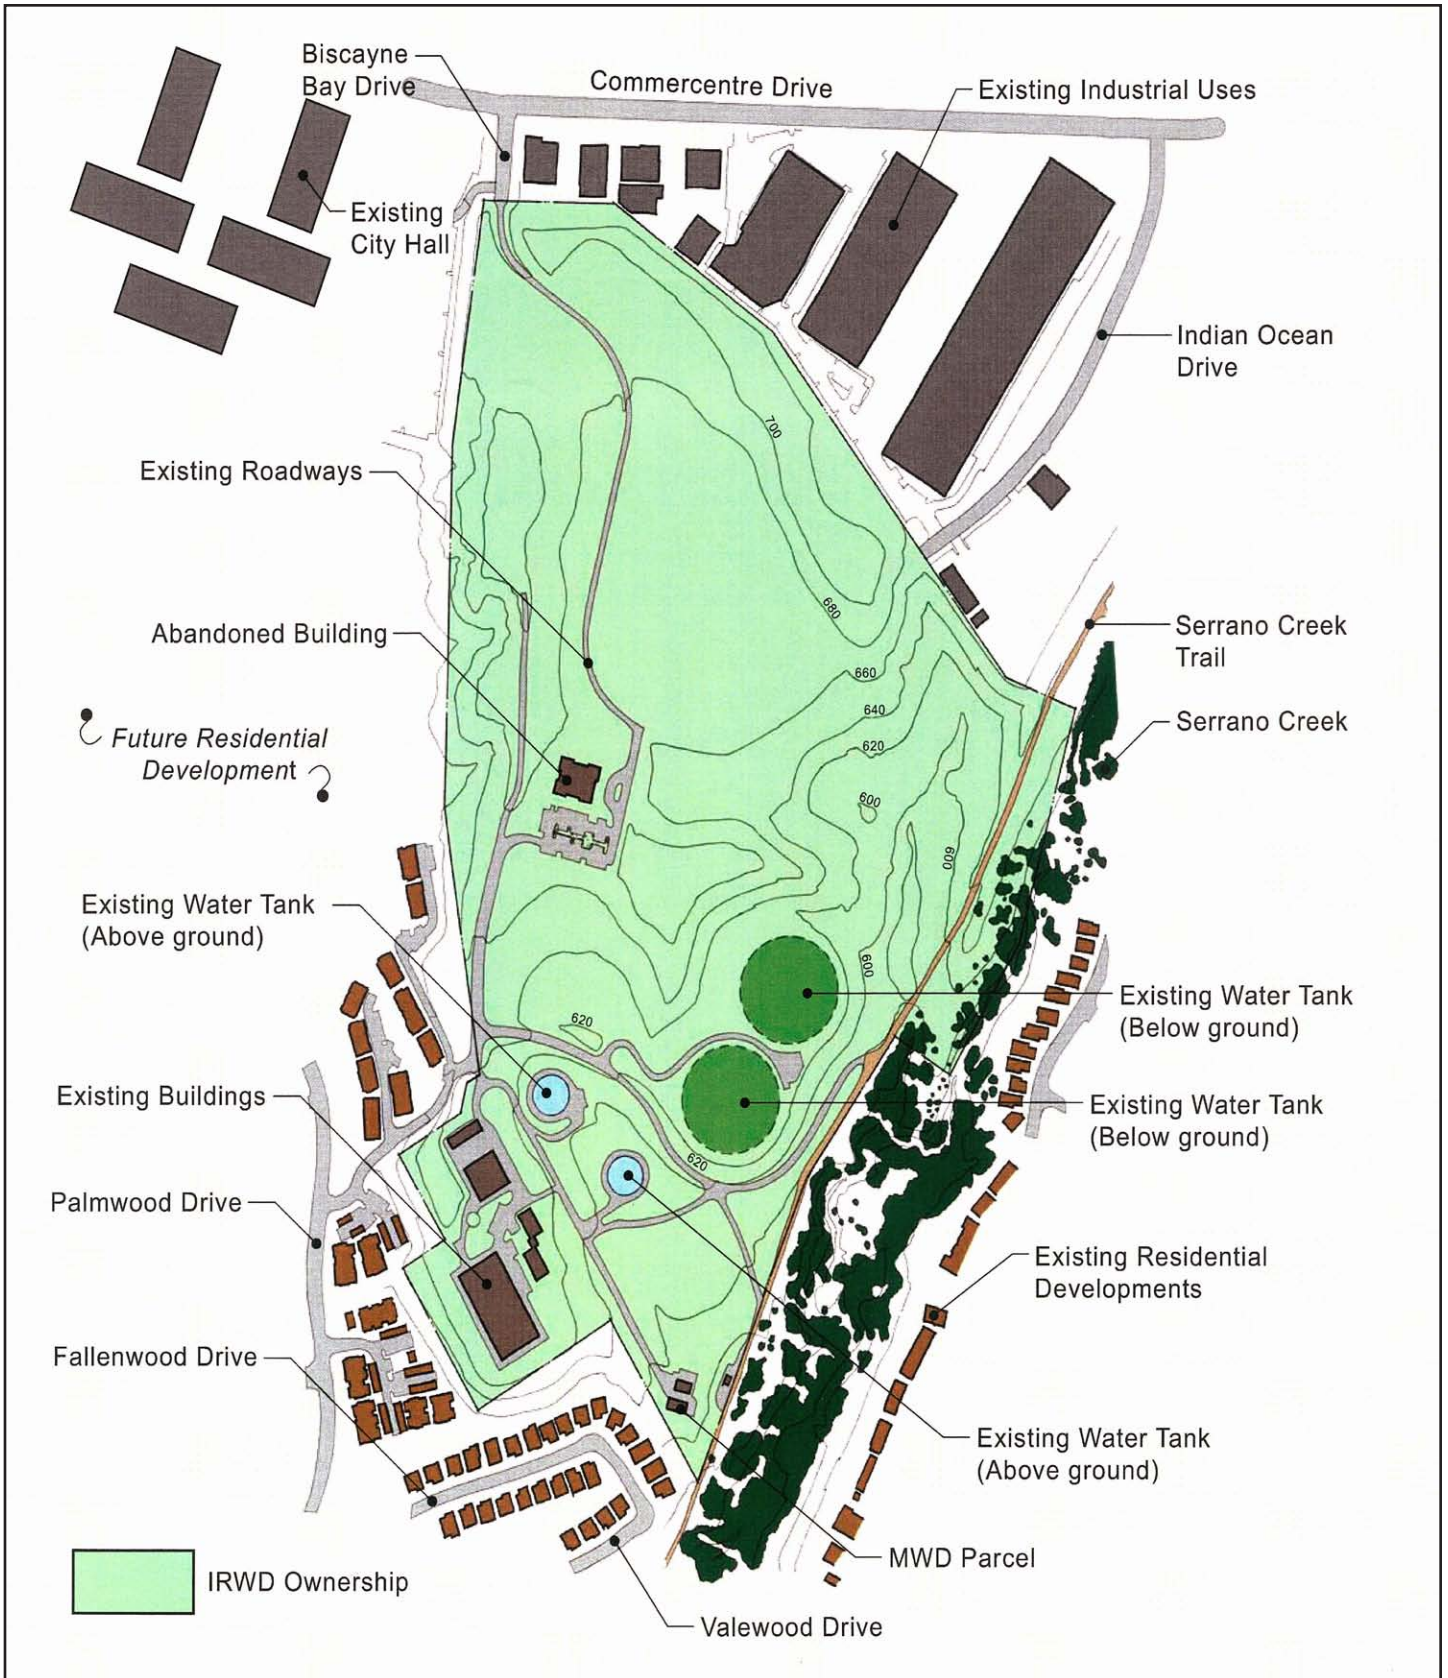 Biscayne
Bay Drive
Commercentre Drive
Existing Industrial Uses
Existing
City Hall
Indian Ocean
Drive
700
Existing Roadways
680
Abandoned Building
Serrano Creek
Trail
660
640
Serrano Creek
Future Residential
Development
620
600
600
Existing Water Tank
(Above ground)
600
Existing Water Tank
(Below ground)
620
Existing Buildings
Existing Water Tank
(Below ground)
620
Palmwood Drive
Existing Residential
Developments
Fallenwood Drive
Existing Water Tank
(Above ground)
MWD Parcel
IRWD Ownership
Valewood Drive